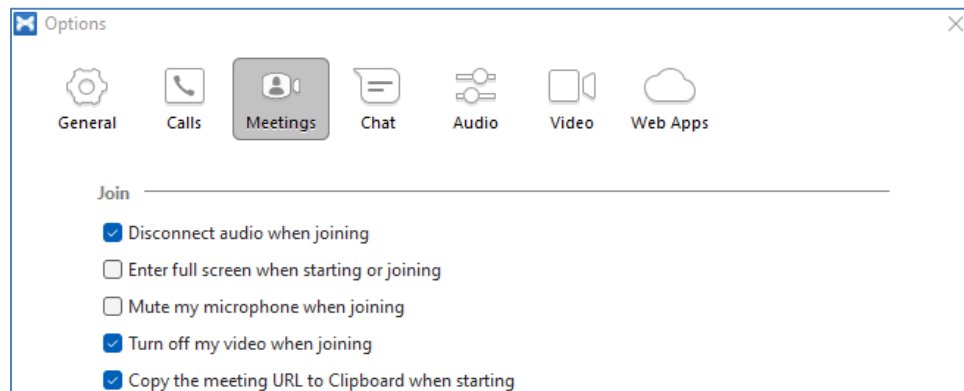 Options
General Calls Meetings Chat Audio Video Web Apps
Join
Disconnect audio when joining
Enter full screen when starting or joining
Mute my microphone when joining
Turn off my video when joining
Copy the meeting URL to Clipboard when starting